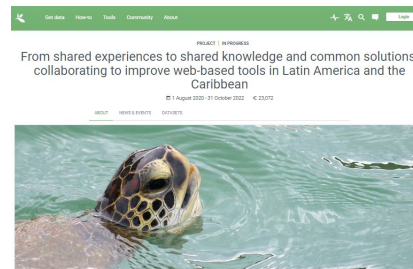 Get data How-to Tools Community About Login
PROJECT | IN PROGRESS
From shared experiences to shared knowledge and common solutions
collaborating to improve web-based tools in Latin America and the
Caribbean
1 August 2020 - 31 October 2022 € 23,072
ABOUT NEWS & EVENTS DATASETS